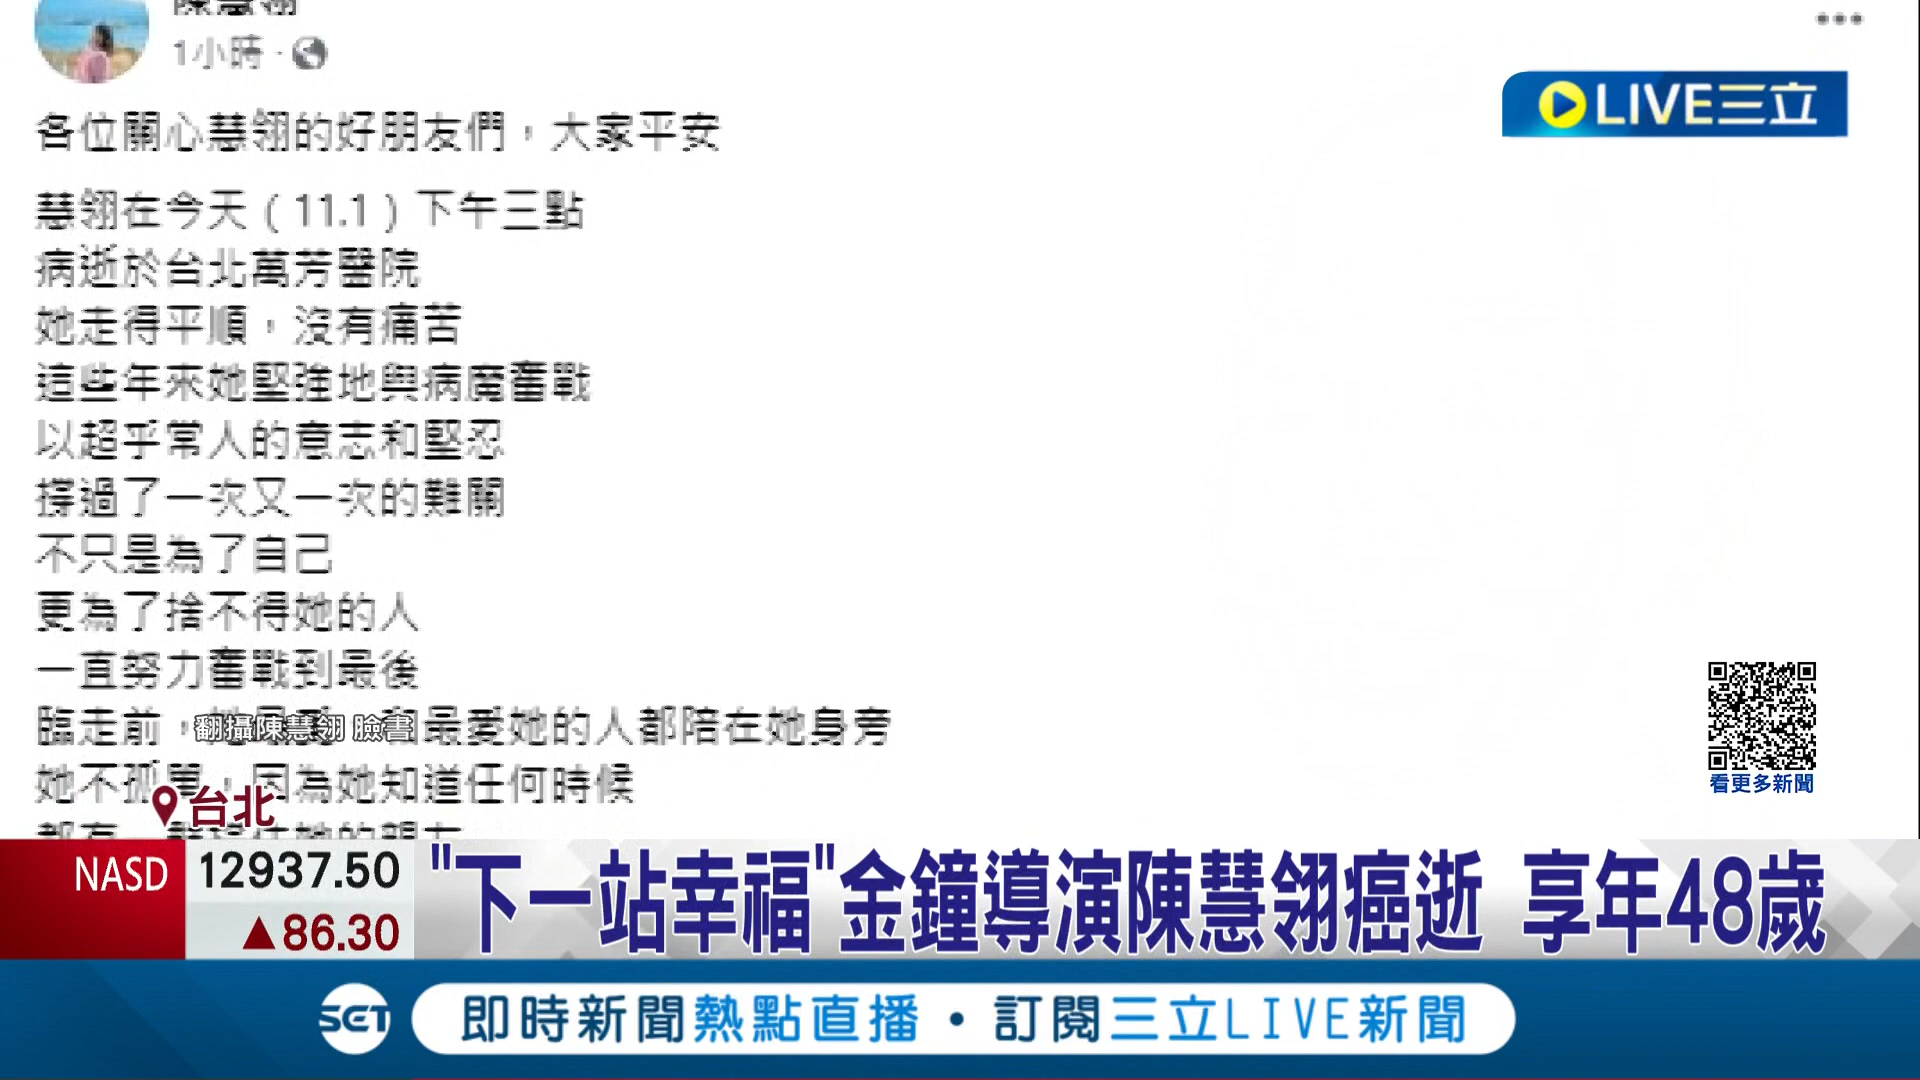 陳慧翎
1小時
各位關心慧翎的好朋友們，大家平安
慧翎在今天（11.1）下午三點
病逝於台北萬芳醫院
她走得平順，沒有痛苦
這些年來她堅強地與病魔奮戰
以超乎常人的意志和堅忍
撐過了一次又一次的難關
不只是為了自己
更為了捨不得她的人
一直努力奮戰到最後
臨走前，
和最愛她的人都陪在她身旁
翻攝陳慧翎 臉書
她不孤單，因為她知道任何時候
LIVE三立
看更多新聞
台北
NASD
12937.50
▲86.30
"下一站幸福"金鐘導演陳慧翎癌逝 享年48歲
SET
即時新聞熱點直播・訂閱三立LIVE新聞